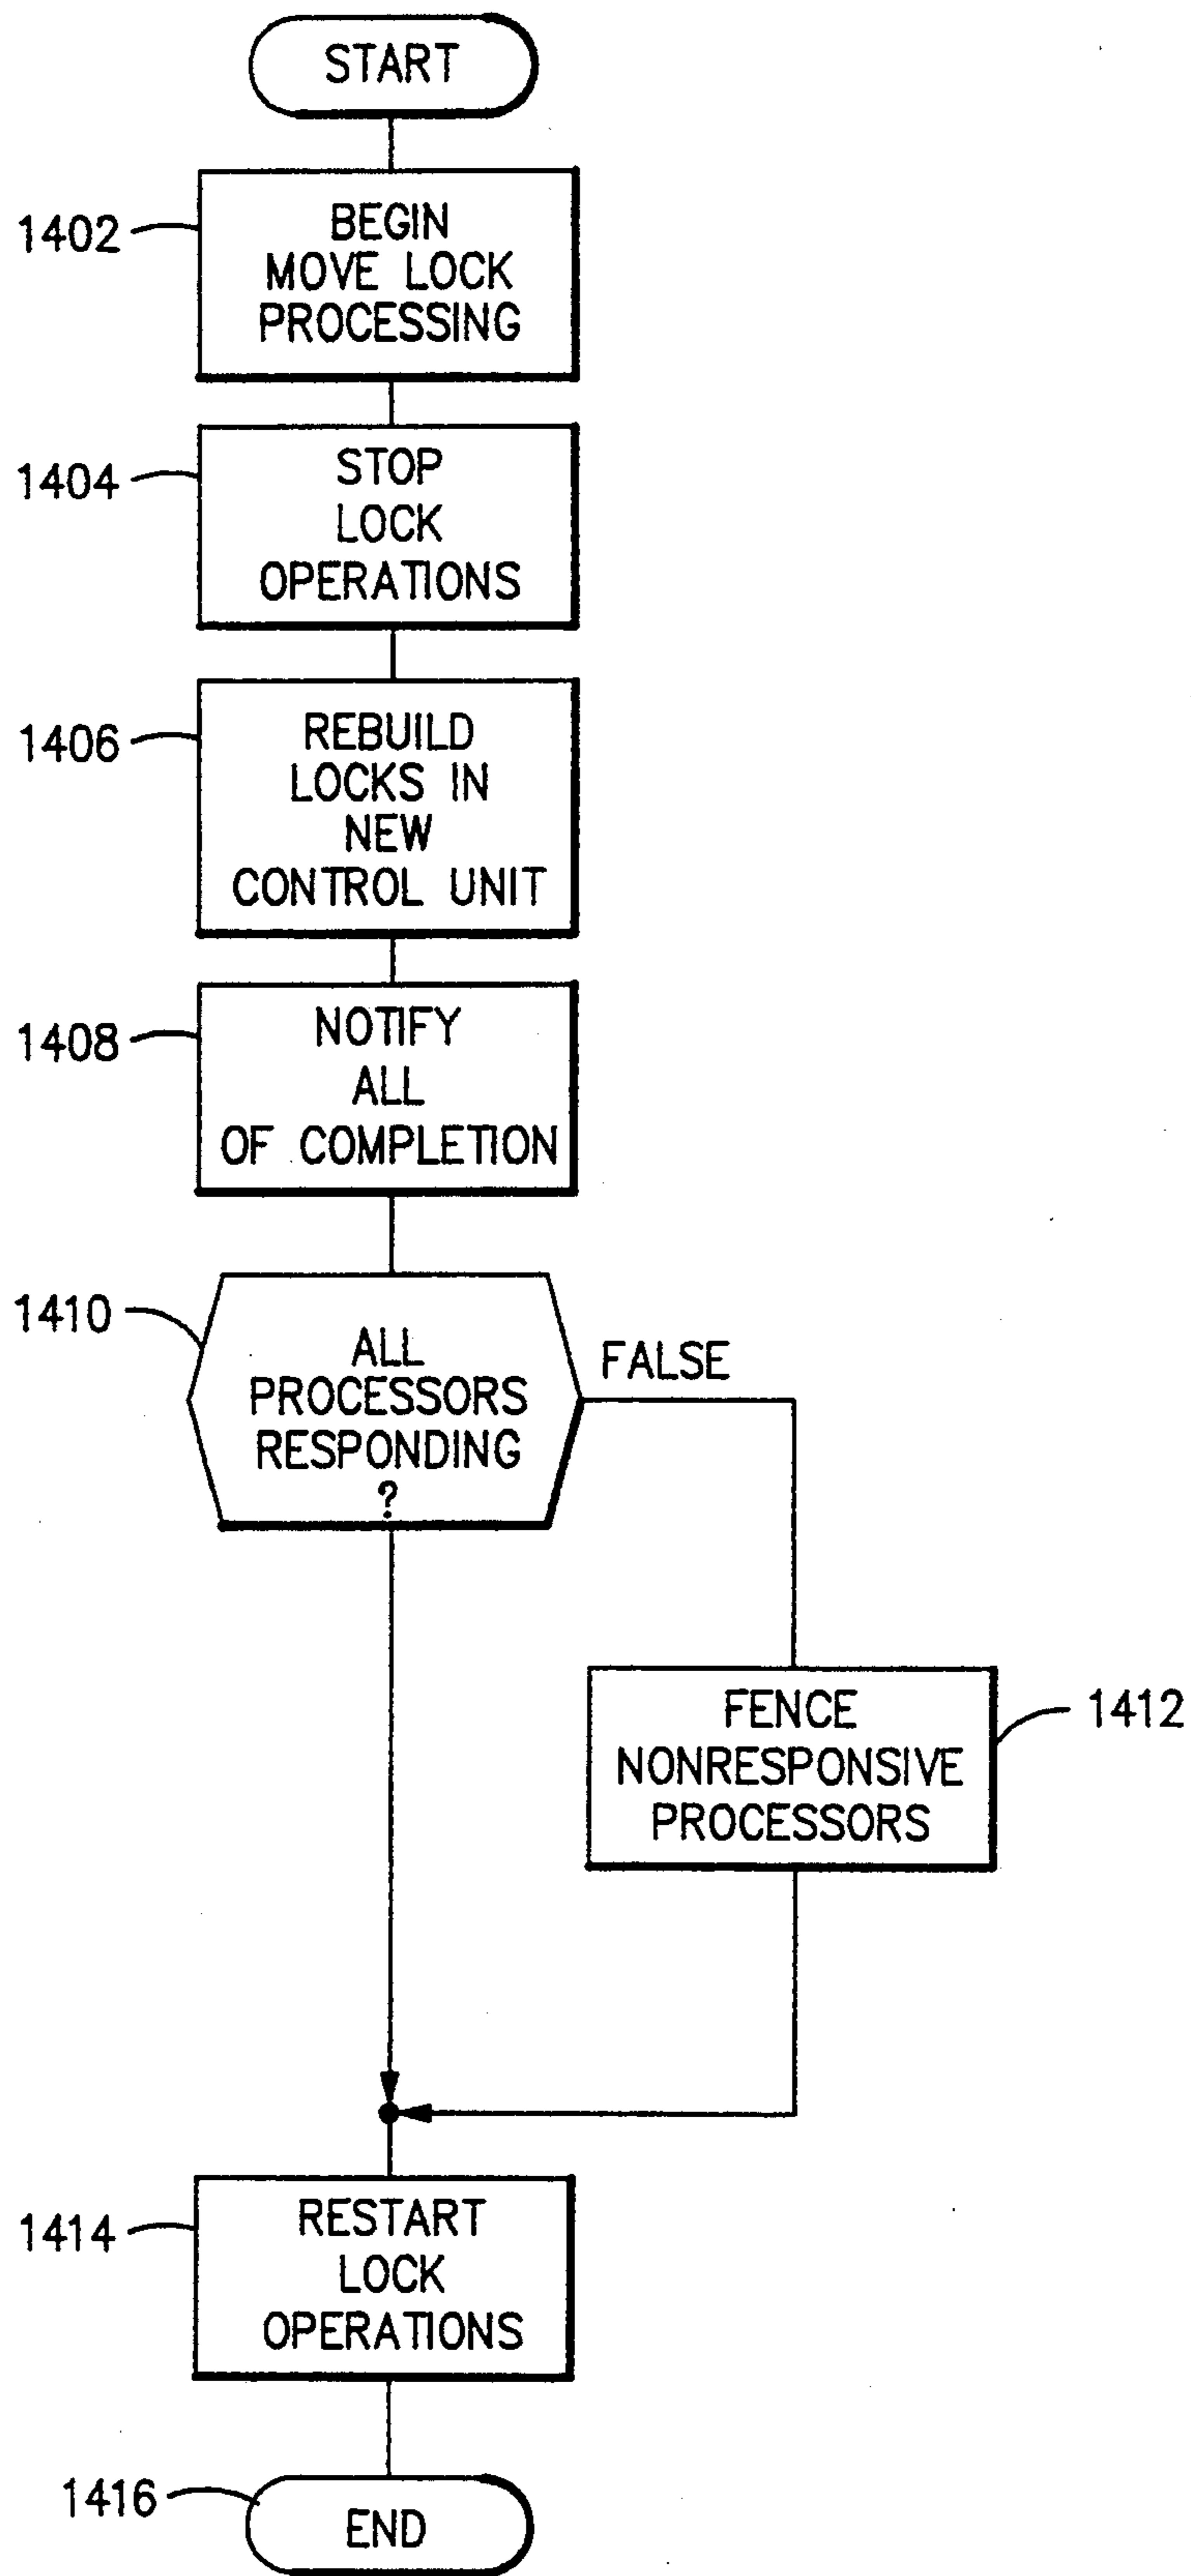 START
1402
BEGIN
MOVE LOCK
PROCESSING
1404
STOP
LOCK
OPERATIONS
1406
REBUILD
LOCKS IN
NEW
CONTROL UNIT
1408
NOTIFY
ALL
OF COMPLETION
1410
ALL
PROCESSORS
RESPONDING
?
FALSE
FENCE
NONRESPONSIVE
PROCESSORS
1412
1414
RESTART
LOCK
OPERATIONS
1416
END